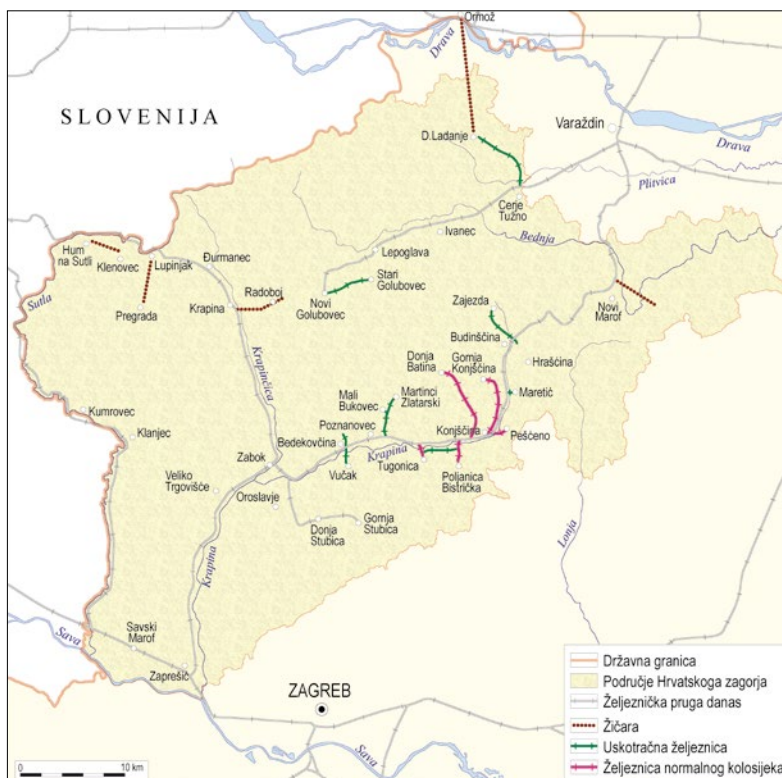 Ormož
Drava
SLOVENIJA
Varaždin
D.Ladanje
Drava
Plitvica
Cerje
Tužno
Ivanec
Bednja
Hum
na Sutli
Klenovec
Lupinjak
Đurmanec
Lepoglava
Stari
Golubovec
Sutla
Radoboj
Zajezda
Pregrada
Krapina
Novi
Golubovec
Novi
Marof
Budinščina
Krapinčica
Donja
Batina
Gornja
Konjščina
Hrašćina
Mali
Bukovec
Martinci
Zlatarski
Maretić
Kumrovec
Klanjec
Poznanovec
Bedekovčina
Krapina
Konjščina
Pešćeno
Zabok
Tugonica
Veliko
Trgovišće
Vučak
Poljanica
Bistrička
Oroslavje
Donja
Stubica
Gornja
Stubica
Lonja
Krapina
Savski
Marof
Sava
Zaprešić
ZAGREB
Sava
0 10 km
Državna granica
Područje Hrvatskoga zagorja
Željeznička pruga danas
Žičara
Uskotračna željeznica
Željeznica normalnog kolosijeka